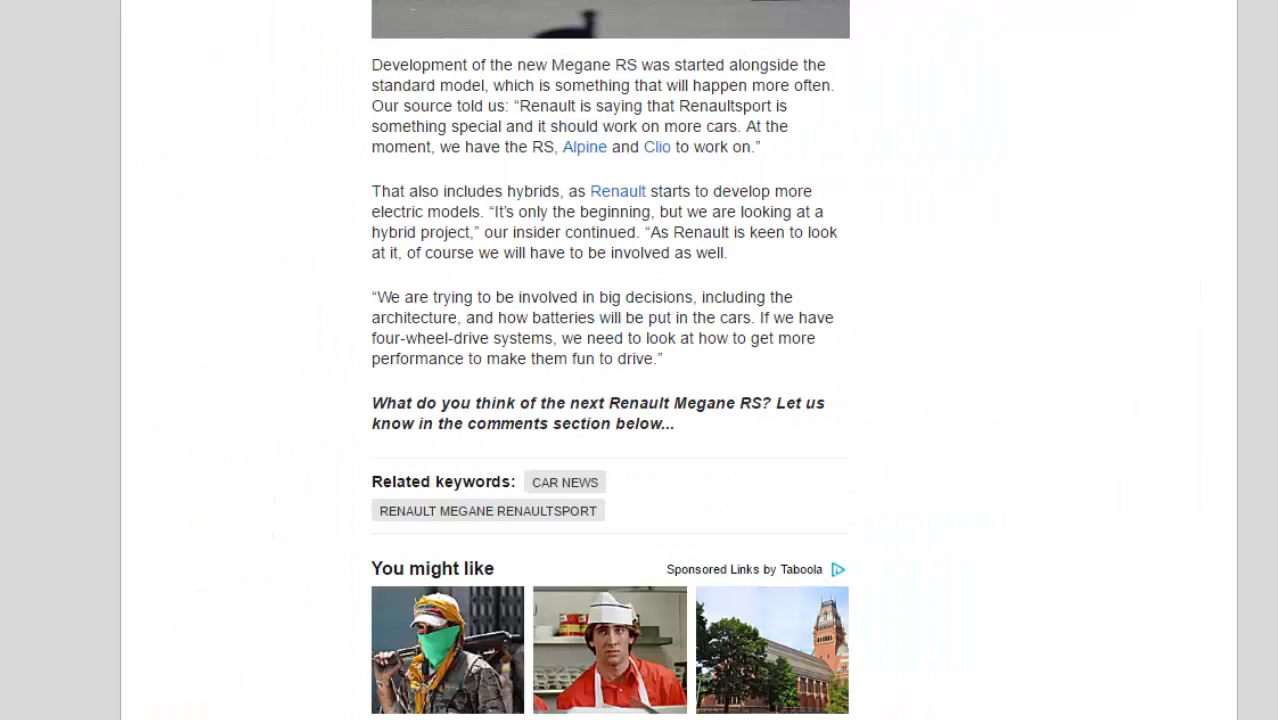 Development of the new Megane RS was started alongside the
standard model, which is something that will happen more often.
Our source told us: “Renault is saying that Renaultsport is
something special and it should work on more cars. At the
moment, we have the RS, Alpine and Clio to work on.”
That also includes hybrids, as Renault starts to develop more
electric models. “It’s only the beginning, but we are looking at a
hybrid project,” our insider continued. “As Renault is keen to look
at it, of course we will have to be involved as well.
“We are trying to be involved in big decisions, including the
architecture, and how batteries will be put in the cars. If we have
four-wheel-drive systems, we need to look at how to get more
performance to make them fun to drive.”
What do you think of the next Renault Megane RS? Let us
know in the comments section below...
Related keywords: CAR NEWS
RENAULT MEGANE RENAULTSPORT
You might like Sponsored Links by Taboola